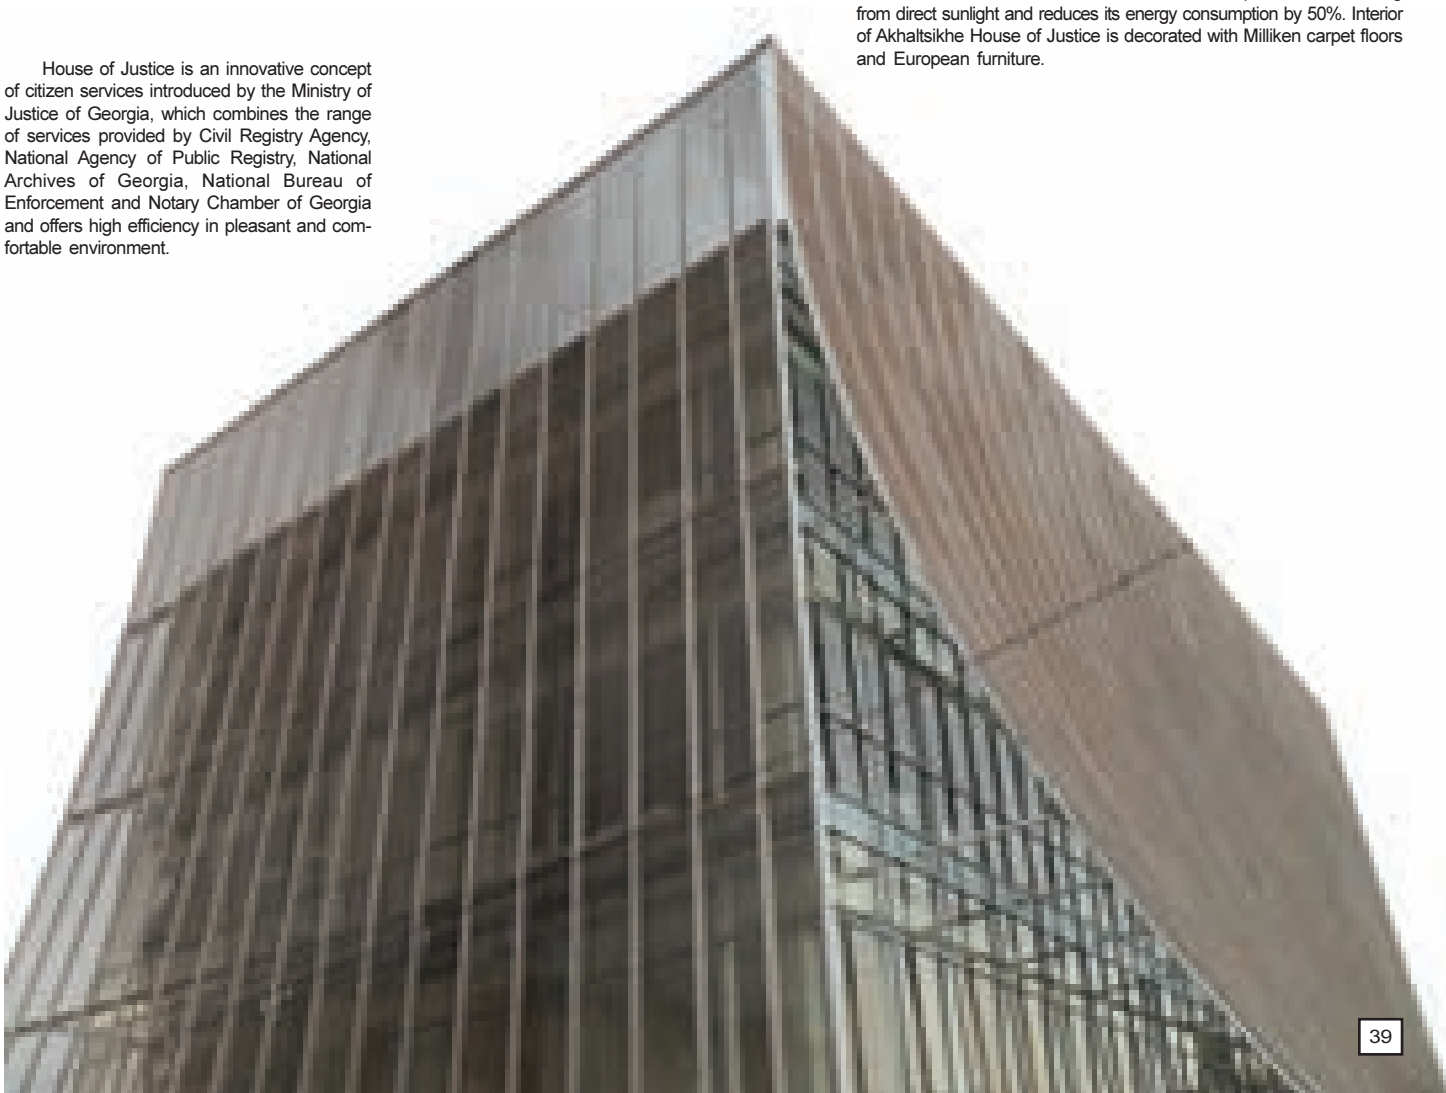 House of Justice is an innovative concept
of citizen services introduced by the Ministry of
Justice of Georgia, which combines the range
of services provided by Civil Registry Agency,
National Agency of Public Registry, National
Archives of Georgia, National Bureau of
Enforcement and Notary Chamber of Georgia
and offers high efficiency in pleasant and com-
fortable environment.
from direct sunlight and reduces its energy consumption by 50%. Interior
of Akhaltsikhe House of Justice is decorated with Milliken carpet floors
and European furniture.
39